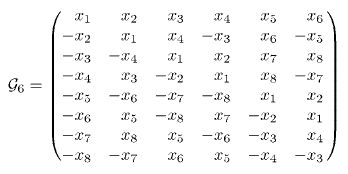 x₁ x₂ x₃ x₄ x₅ x₆
−x₂ x₁ x₄ −x₃ x₆ −x₅
−x₃ −x₄ x₁ x₂ x₇ x₈
𝒢₆ = −x₄ x₃ −x₂ x₁ x₈ −x₇
−x₅ −x₆ −x₇ −x₈ x₁ x₂
−x₆ x₅ −x₈ x₇ −x₂ x₁
−x₇ x₈ x₅ −x₆ −x₃ x₄
−x₈ −x₇ x₆ x₅ −x₄ −x₃